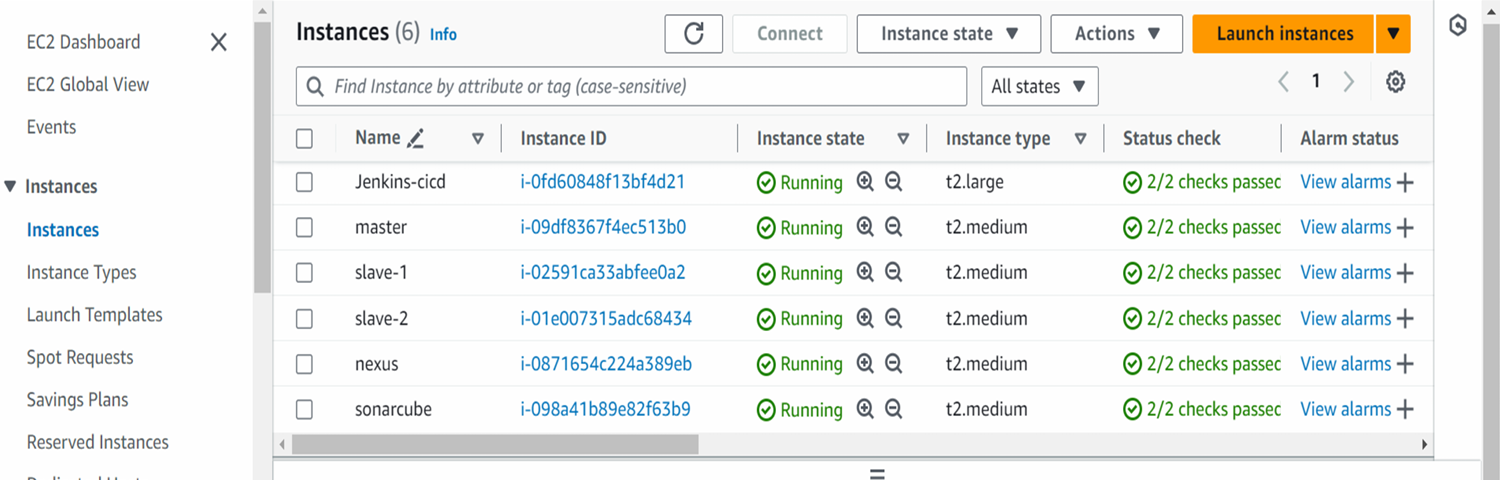 EC2 Dashboard
EC2 Global View
Events
Instances
Instances
Instance Types
Launch Templates
Spot Requests
Savings Plans
Reserved Instances
Instances (6) Info
Connect
Instance state
Actions
Launch instances
Find Instance by attribute or tag (case-sensitive)
All states
1
Name Instance ID Instance state Instance type Status check Alarm status
Jenkins-cicd i-0fd60848f13bf4d21 Running t2.large 2/2 checks passec View alarms
master i-09df8367f4ec513b0 Running t2.medium 2/2 checks passec View alarms
slave-1 i-02591ca33abfee0a2 Running t2.medium 2/2 checks passec View alarms
slave-2 i-01e007315adc68434 Running t2.medium 2/2 checks passec View alarms
nexus i-0871654c224a389eb Running t2.medium 2/2 checks passec View alarms
sonarcube i-098a41b89e82f63b9 Running t2.medium 2/2 checks passec View alarms